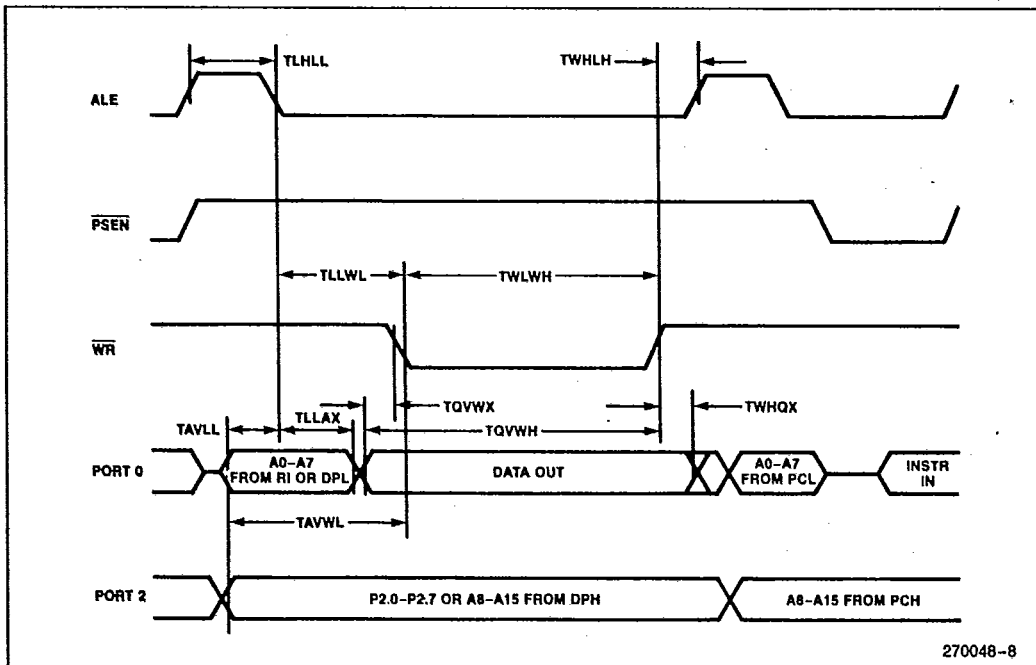 TLHLL
TWHLH
ALE
PSEN
TLLWL
TWLWH
WR
TAVLL
TLLAX
TQVWX
TWHQX
TQVWH
PORT 0
A0–A7
FROM RI OR DPL
DATA OUT
A0–A7
FROM PCL
INSTR
IN
TAVWL
PORT 2
P2.0–P2.7 OR A8–A15 FROM DPH
A8–A15 FROM PCH
270048–8